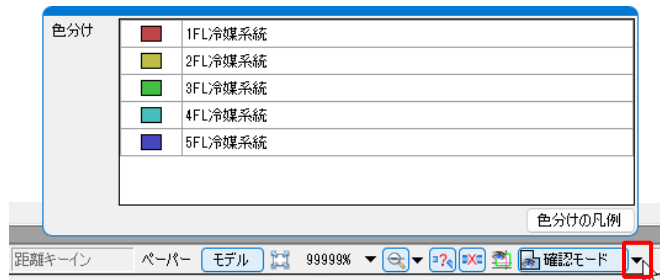 色分け
1FL冷媒系統
2FL冷媒系統
3FL冷媒系統
4FL冷媒系統
5FL冷媒系統
色分けの凡例
距離キーイン ペーパー モデル 99999% 確認モード